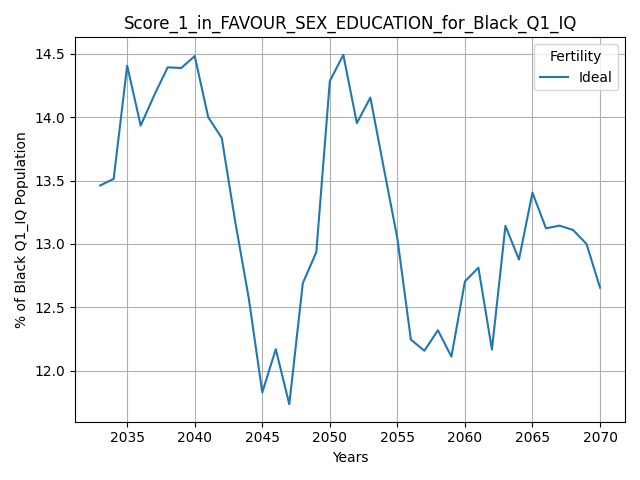 Score_1_in_FAVOUR_SEX_EDUCATION_for_Black_Q1_IQ
Fertility
Ideal
% of Black Q1_IQ Population
14.5
14.0
13.5
13.0
12.5
12.0
2035 2040 2045 2050 2055 2060 2065 2070
Years